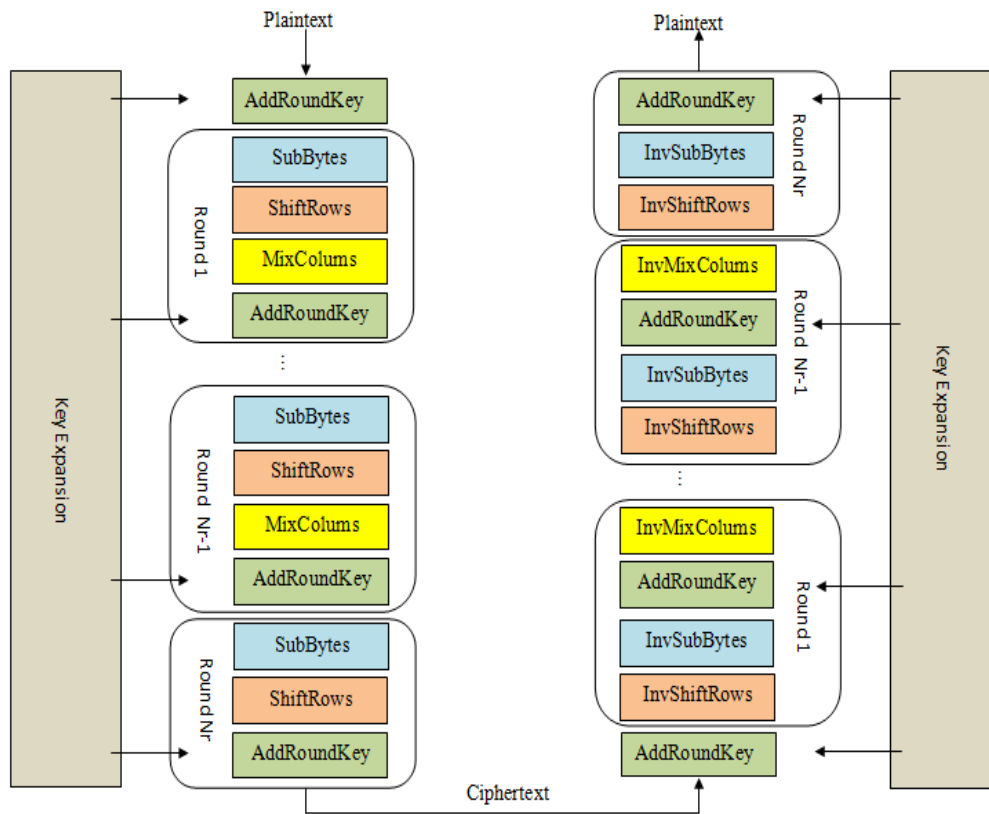 Plaintext
AddRoundKey
SubBytes
ShiftRows
MixColums
AddRoundKey
Round 1
...
SubBytes
ShiftRows
MixColums
AddRoundKey
Round Nr-1
SubBytes
ShiftRows
AddRoundKey
Round Nr
Key Expansion
Ciphertext
Plaintext
AddRoundKey
InvSubBytes
InvShiftRows
Round Nr
InvMixColums
AddRoundKey
InvSubBytes
InvShiftRows
Round Nr-1
...
InvMixColums
AddRoundKey
InvSubBytes
InvShiftRows
Round 1
AddRoundKey
Key Expansion